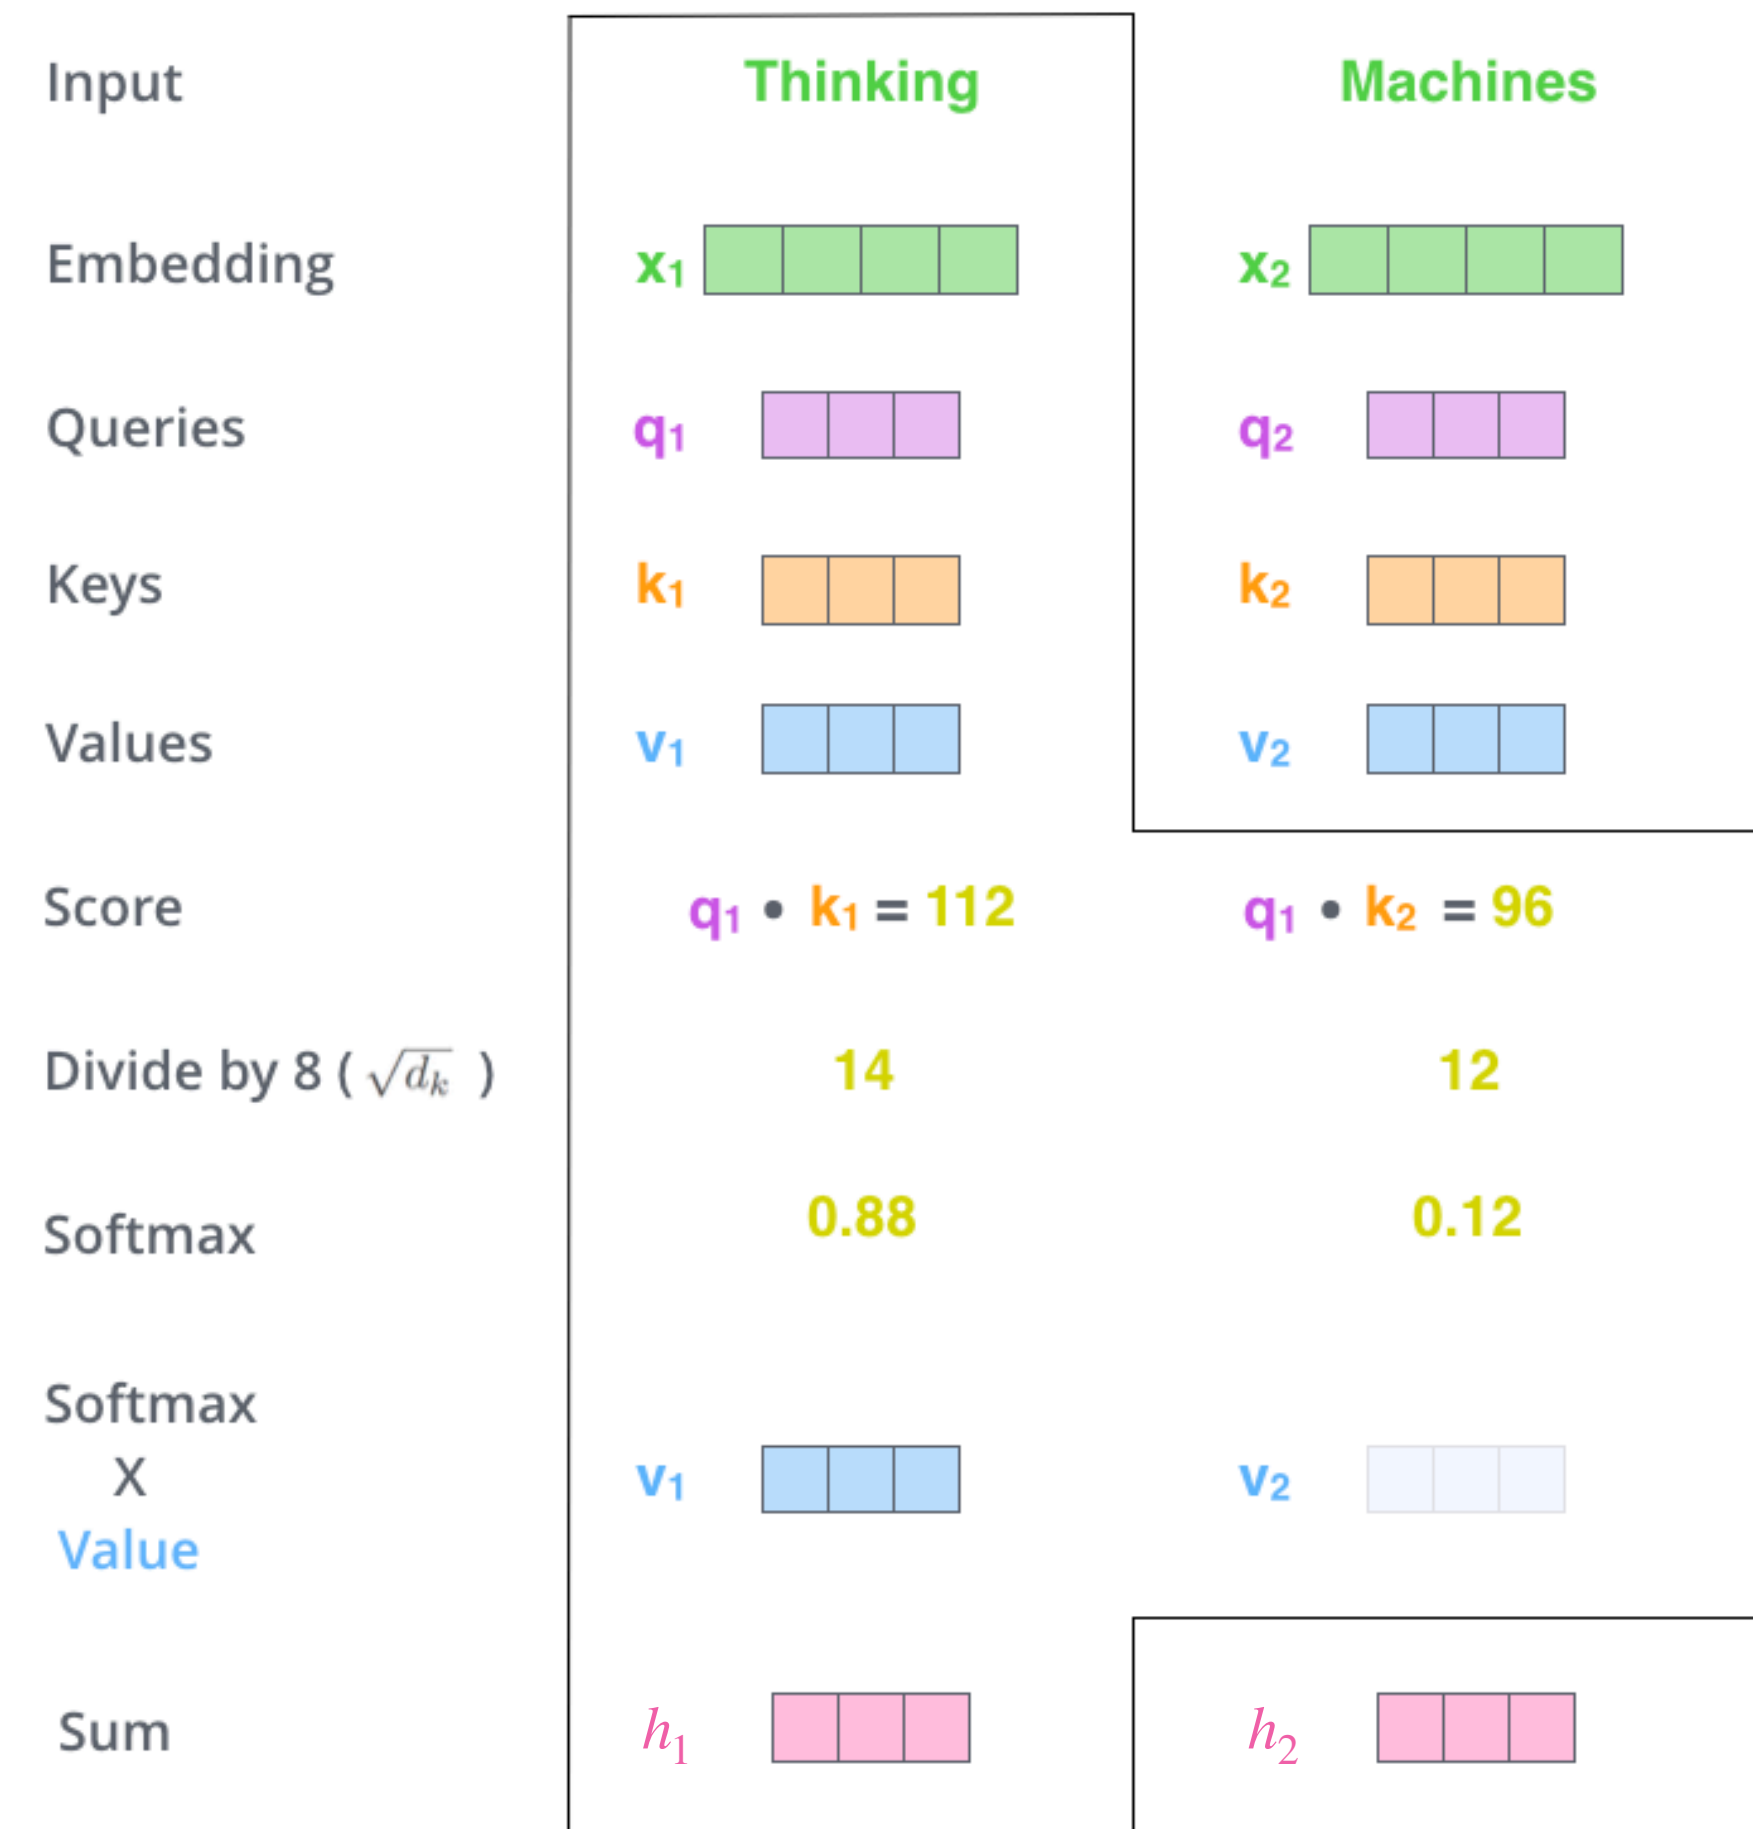 Input Thinking Machines
Embedding x₁ x₂
Queries q₁ q₂
Keys k₁ k₂
Values v₁ v₂
Score q₁ • k₁ = 112 q₁ • k₂ = 96
Divide by 8 ( √dₖ ) 14 12
Softmax 0.88 0.12
Softmax
X
Value
v₁ v₂
Sum h₁ h₂